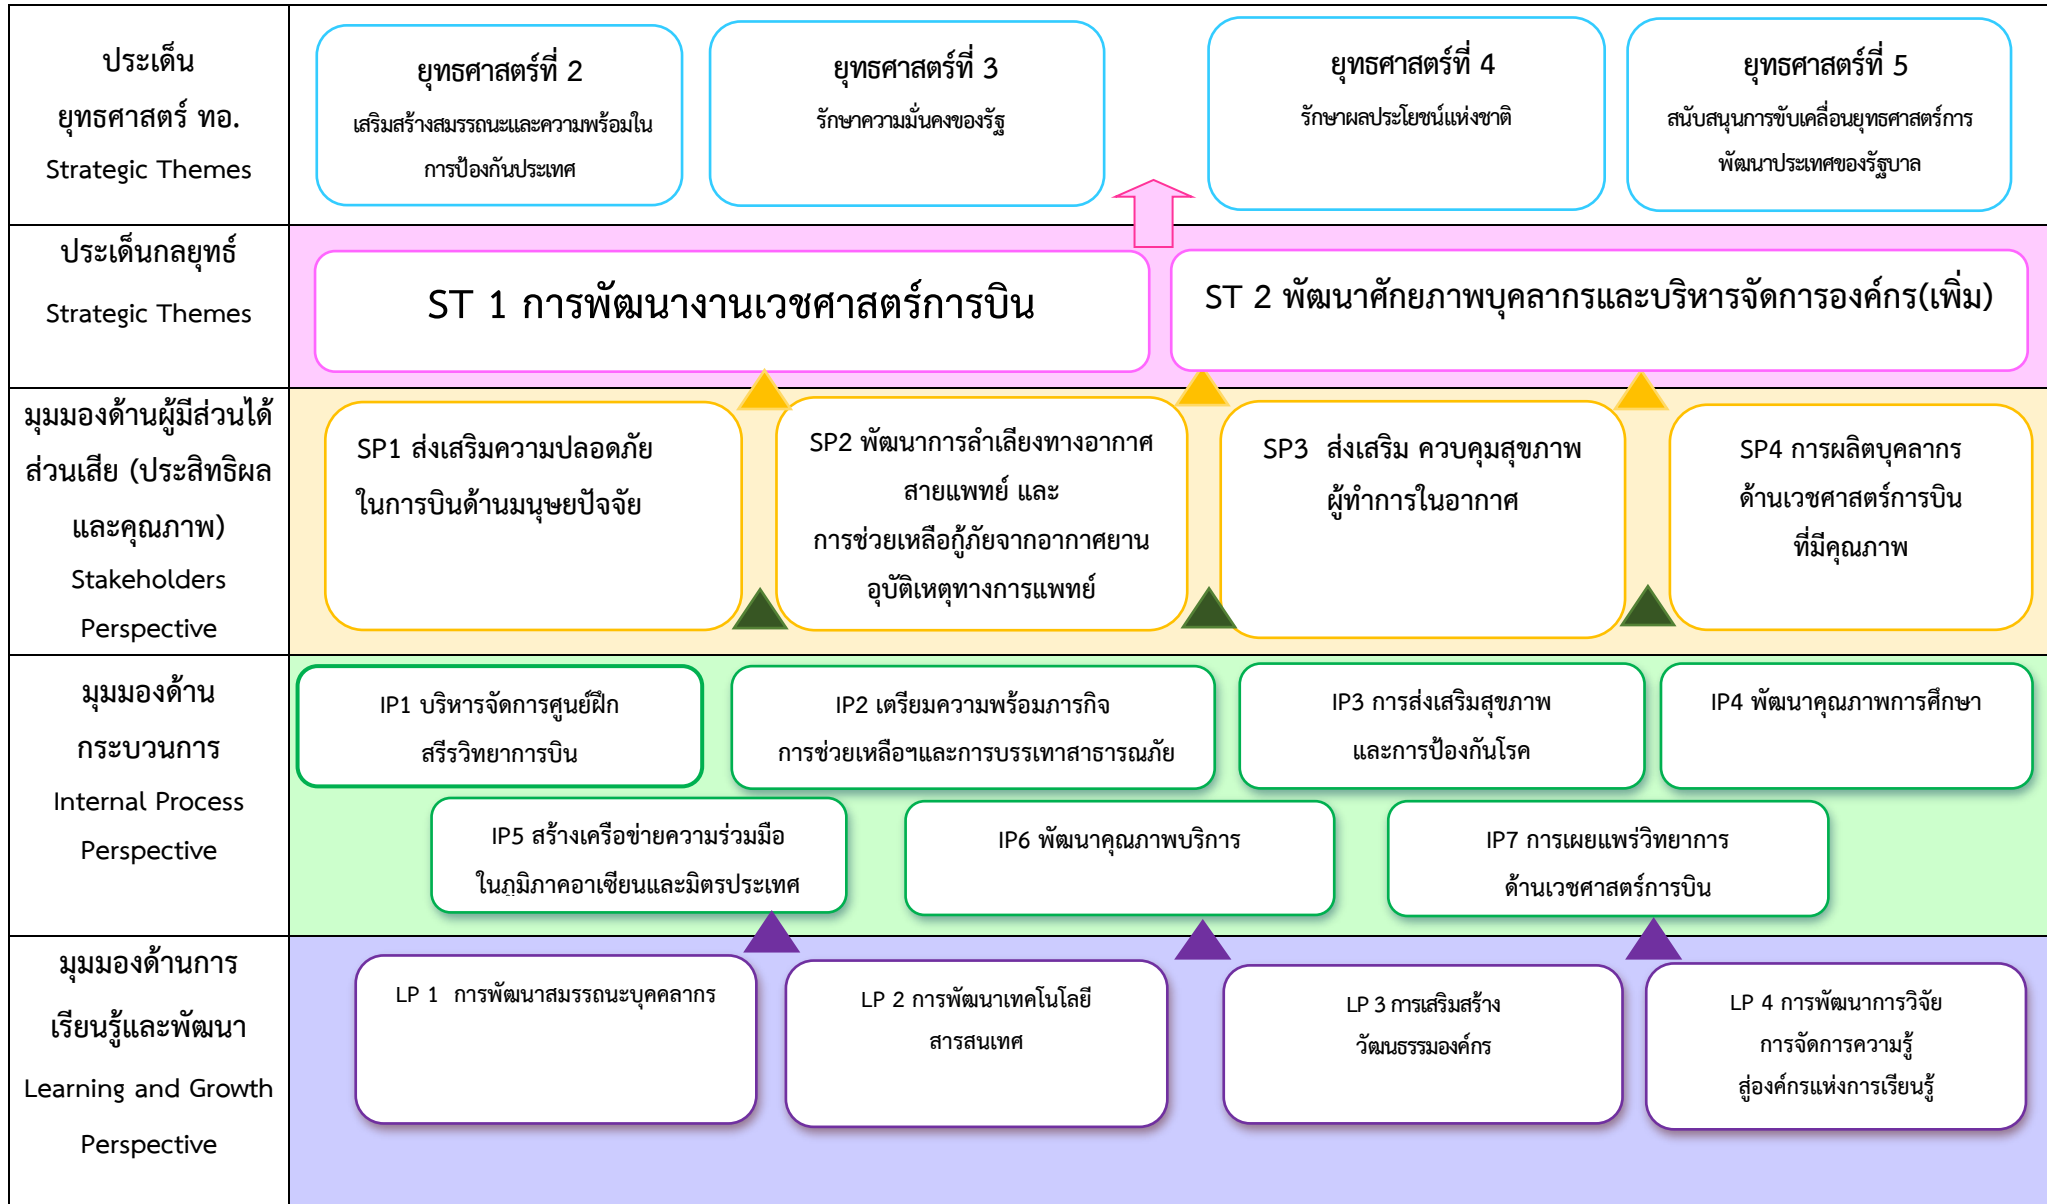 ประเด็น
ยุทธศาสตร์ ทอ.
Strategic Themes
ยุทธศาสตร์ที่ 2
เสริมสร้างสมรรถนะและความพร้อมใน
การป้องกันประเทศ
ยุทธศาสตร์ที่ 3
รักษาความมั่นคงของรัฐ
ยุทธศาสตร์ที่ 4
รักษาผลประโยชน์แห่งชาติ
ยุทธศาสตร์ที่ 5
สนับสนุนการขับเคลื่อนยุทธศาสตร์การ
พัฒนาประเทศของรัฐบาล
ประเด็นกลยุทธ์
Strategic Themes
ST 1 การพัฒนางานเวชศาสตร์การบิน
ST 2 พัฒนาศักยภาพบุคลากรและบริหารจัดการองค์กร(เพิ่ม)
มุมมองด้านผู้มีส่วนได้
ส่วนเสีย (ประสิทธิผล
และคุณภาพ)
Stakeholders
Perspective
SP1 ส่งเสริมความปลอดภัย
ในการบินด้านมนุษยปัจจัย
SP2 พัฒนาการลำเลียงทางอากาศ
สายแพทย์ และ
การช่วยเหลือกู้ภัยจากอากาศยาน
อุบัติเหตุทางการแพทย์
SP3 ส่งเสริม ควบคุมสุขภาพ
ผู้ทำการในอากาศ
SP4 การผลิตบุคลากร
ด้านเวชศาสตร์การบิน
ที่มีคุณภาพ
มุมมองด้าน
กระบวนการ
Internal Process
Perspective
IP1 บริหารจัดการศูนย์ฝึก
สรีรวิทยาการบิน
IP2 เตรียมความพร้อมภารกิจ
การช่วยเหลือฯและการบรรเทาสาธารณภัย
IP3 การส่งเสริมสุขภาพ
และการป้องกันโรค
IP4 พัฒนาคุณภาพการศึกษา
IP5 สร้างเครือข่ายความร่วมมือ
ในภูมิภาคอาเซียนและมิตรประเทศ
IP6 พัฒนาคุณภาพบริการ
IP7 การเผยแพร่วิทยาการ
ด้านเวชศาสตร์การบิน
มุมมองด้านการ
เรียนรู้และพัฒนา
Learning and Growth
Perspective
LP 1 การพัฒนาสมรรถนะบุคคลากร
LP 2 การพัฒนาเทคโนโลยี
สารสนเทศ
LP 3 การเสริมสร้าง
วัฒนธรรมองค์กร
LP 4 การพัฒนาการวิจัย
การจัดการความรู้
สู่องค์กรแห่งการเรียนรู้